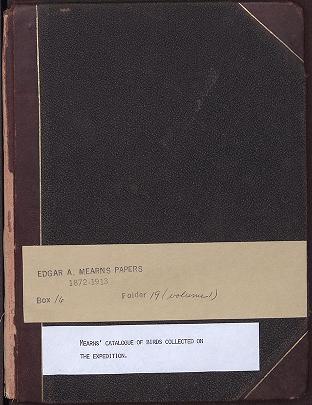 EDGAR A. MEARNS PAPERS
1872-1913
Box 16 Folder 19 (volume 1)
MEARNS' CATALOGUE OF BIRDS COLLECTED ON
THE EXPEDITION.